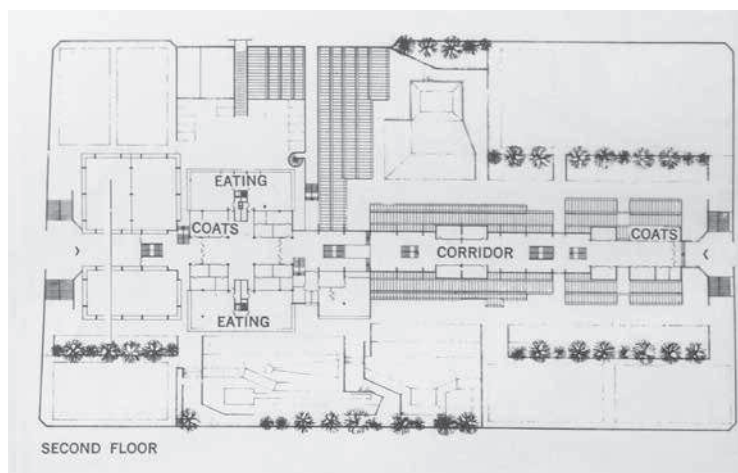 EATING
COATS
COATS
CORRIDOR
EATING
SECOND FLOOR